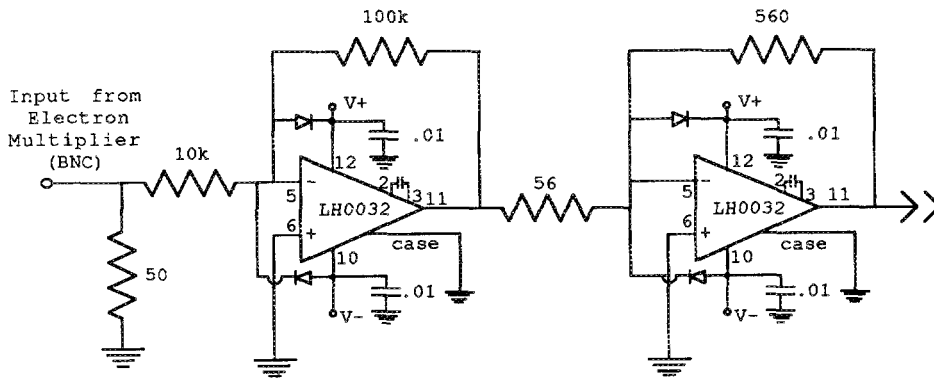 100k
560
Input from
Electron
Multiplier
(BNC)
V+
V+
.01
.01
10k
12
12
5
-
2
3
11
56
5
-
2
3
11
LH0032
LH0032
6
+
6
+
case
case
50
10
10
.01
.01
V-
V-